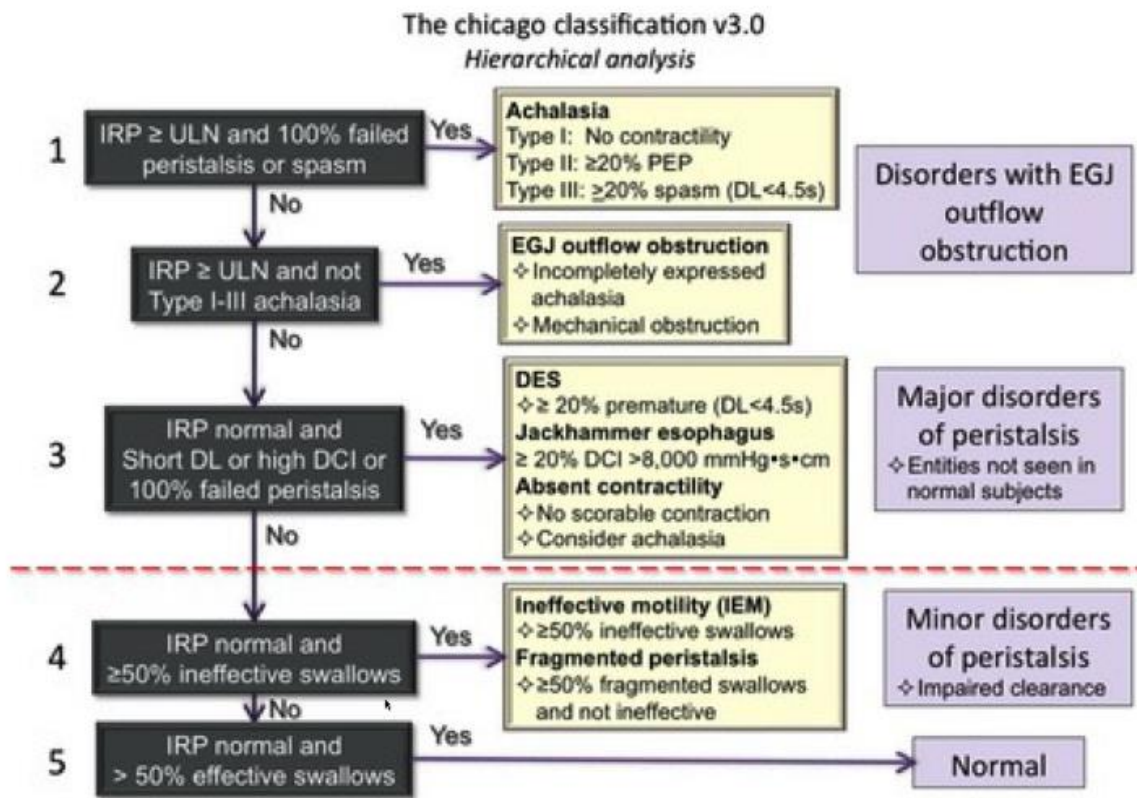 The chicago classification v3.0
Hierarchical analysis
1
IRP ≥ ULN and 100% failed
peristalsis or spasm
Yes
Achalasia
Type I: No contractility
Type II: ≥20% PEP
Type III: ≥20% spasm (DL<4.5s)
Disorders with EGJ
outflow
obstruction
No
2
IRP ≥ ULN and not
Type I-III achalasia
Yes
EGJ outflow obstruction
✧ Incompletely expressed
achalasia
✧ Mechanical obstruction
No
3
IRP normal and
Short DL or high DCI or
100% failed peristalsis
Yes
DES
✧ ≥ 20% premature (DL<4.5s)
Jackhammer esophagus
≥ 20% DCI >8,000 mmHg•s•cm
Absent contractility
✧ No scorable contraction
✧ Consider achalasia
Major disorders
of peristalsis
✧ Entities not seen in
normal subjects
No
4
IRP normal and
≥50% ineffective swallows
Yes
Ineffective motility (IEM)
✧ ≥50% ineffective swallows
Fragmented peristalsis
✧ ≥50% fragmented swallows
and not ineffective
Minor disorders
of peristalsis
✧ Impaired clearance
No
5
IRP normal and
> 50% effective swallows
Yes
Normal